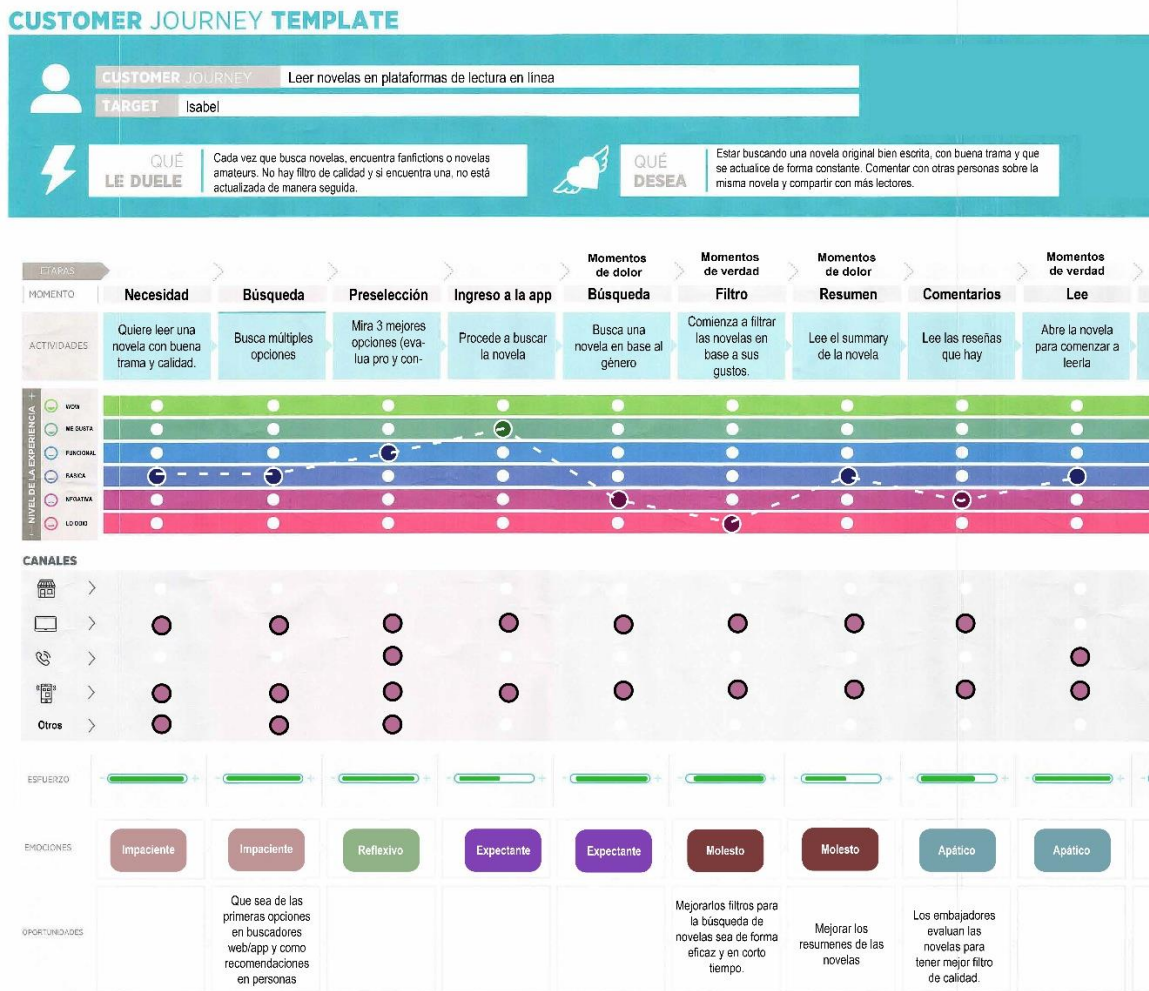 CUSTOMER JOURNEY TEMPLATE
CUSTOMER JOURNEY Leer novelas en plataformas de lectura en línea
TARGET Isabel
QUÉ
LE DUELE
Cada vez que busca novelas, encuentra fanfictions o novelas
amateurs. No hay filtro de calidad y si encuentra una, no está
actualizada de manera seguida.
QUÉ
DESEA
Estar buscando una novela original bien escrita, con buena trama y que
se actualice de forma constante. Comentar con otras personas sobre la
misma novela y compartir con más lectores.
ETAPAS
Momentos
de dolor
Momentos
de verdad
Momentos
de dolor
Momentos
de verdad
MOMENTO Necesidad Búsqueda Preselección Ingreso a la app Búsqueda Filtro Resumen Comentarios Lee
ACTIVIDADES
Quiere leer una
novela con buena
trama y calidad.
Busca múltiples
opciones
Mira 3 mejores
opciones (eva-
lua pro y con-
Procede a buscar
la novela
Busca una
novela en base al
género
Comienza a filtrar
las novelas en
base a sus
gustos.
Lee el summary
de la novela
Lee las reseñas
que hay
Abre la novela
para comenzar a
leerla
NIVEL DE LA EXPERIENCIA
WOW
ME GUSTA
FUNCIONAL
BASICA
NEGATIVA
LO ODIO
CANALES
Otros
ESFUERZO
EMOCIONES Impaciente Impaciente Reflexivo Expectante Expectante Molesto Molesto Apático Apático
OPORTUNIDADES
Que sea de las
primeras opciones
en buscadores
web/app y como
recomendaciones
en personas
Mejorarlos filtros para
la búsqueda de
novelas sea de forma
eficaz y en corto
tiempo.
Mejorar los
resumenes de las
novelas
Los embajadores
evaluan las
novelas para
tener mejor filtro
de calidad.